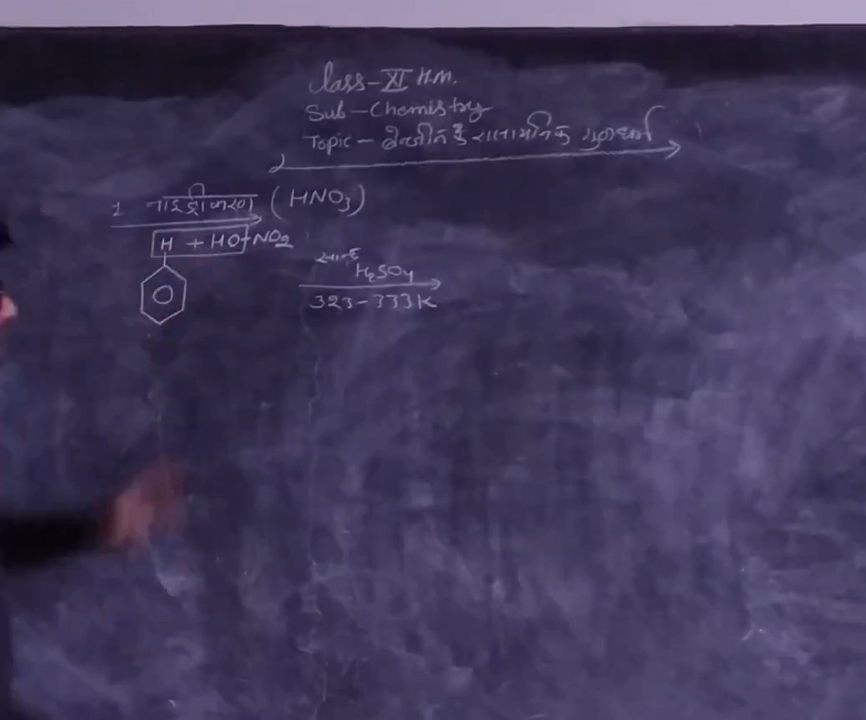 Class-XI H.M.
Sub-Chemistry
Topic- बेन्जीन के रासायनिक गुणधर्म
1 नाइट्रीकरण (HNO3)
H + HO-NO2
सान्द्र
H2SO4
323-333K